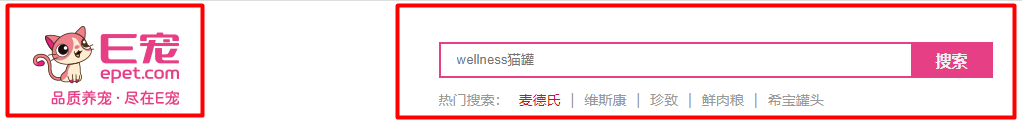 E宠
epet.com
品质养宠·尽在E宠
wellness猫罐
搜索
热门搜索： 麦德氏 | 维斯康 | 珍致 | 鲜肉粮 | 希宝罐头